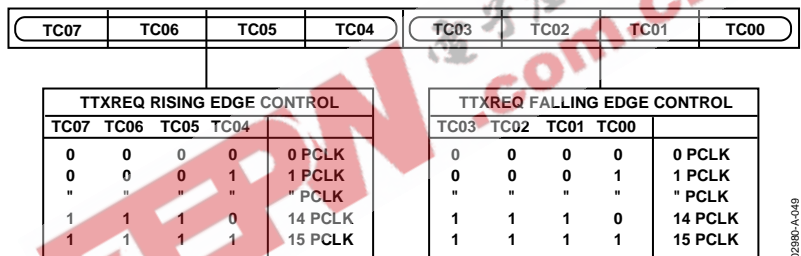 TC07 TC06 TC05 TC04 TC03 TC02 TC01 TC00
TTXREQ RISING EDGE CONTROL
TC07 TC06 TC05 TC04
0 0 0 0 0 PCLK
0 0 0 1 1 PCLK
" " " " " PCLK
1 1 1 0 14 PCLK
1 1 1 1 15 PCLK
TTXREQ FALLING EDGE CONTROL
TC03 TC02 TC01 TC00
0 0 0 0 0 PCLK
0 0 0 1 1 PCLK
" " " " " PCLK
1 1 1 0 14 PCLK
1 1 1 1 15 PCLK
02980-A-049
.com.c